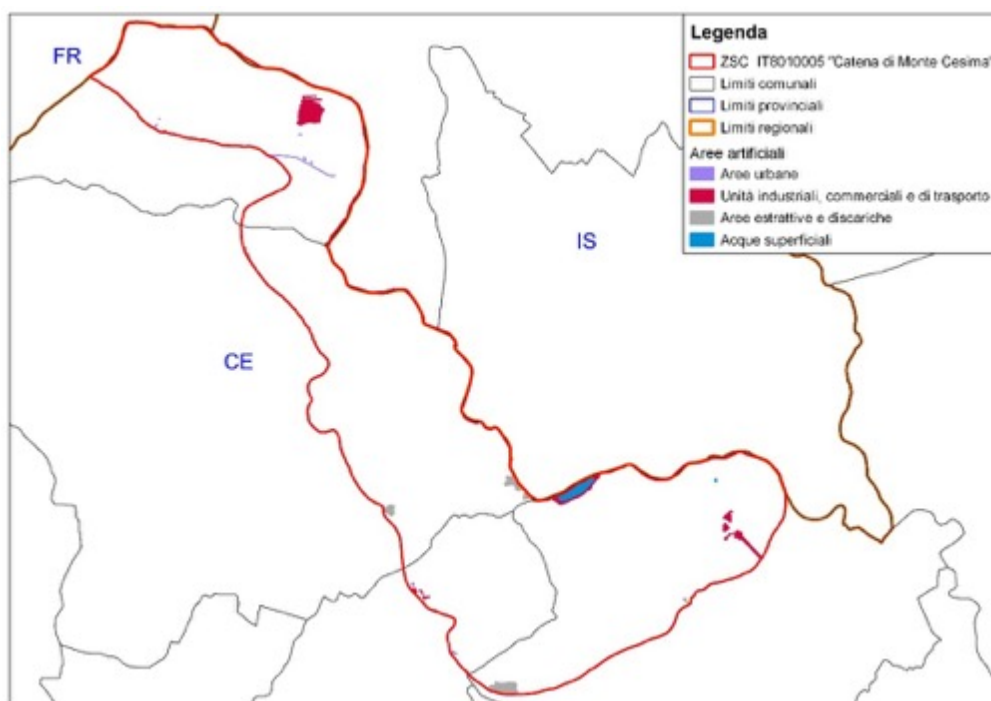 FR
IS
CE
Legenda
ZSC IT8010005 "Catena di Monte Cesima"
Limiti comunali
Limiti provinciali
Limiti regionali
Aree artificiali
Aree urbane
Unità industriali, commerciali e di trasporto
Aree estrattive e discariche
Acque superficiali